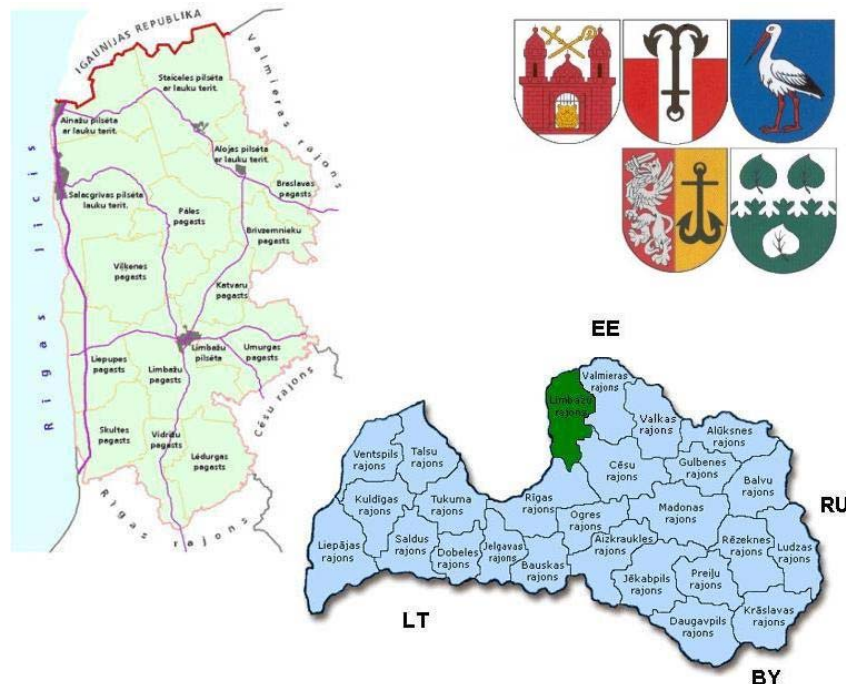 IGAUNIJAS REPUBLIKA
Valmieras rajons
Staiceles pilsēta
ar lauku terit.
Ainažu pilsēta
ar lauku terit.
Alojas pilsēta
ar lauku terit.
Braslavas
pagasts
Salacgrīvas pilsēta
lauku terit.
Pāles
pagasts
Brīvzemnieku
pagasts
Viļķenes
pagasts
Katvaru
pagasts
Rīgas līcis
Liepupes
pagasts
Limbažu
pagasts
Limbažu
pilsēta
Umurgas
pagasts
Cēsu rajons
Skultes
pagasts
Vidrižu
pagasts
Lēdurgas
pagasts
Rīgas rajons
EE
Valmieras
rajons
Limbažu
rajons
Valkas
rajons
Alūksnes
rajons
Ventspils
rajons
Talsu
rajons
Cēsu
rajons
Gulbenes
rajons
Balvu
rajons
Kuldīgas
rajons
Tukuma
rajons
Rīgas
rajons
Ogres
rajons
Madonas
rajons
RU
Liepājas
rajons
Saldus
rajons
Dobeles
rajons
Jelgavas
rajons
Bauskas
rajons
Aizkraukles
rajons
Rēzeknes
rajons
Ludzas
rajons
Jēkabpils
rajons
Preiļu
rajons
Krāslavas
rajons
Daugavpils
rajons
LT
BY